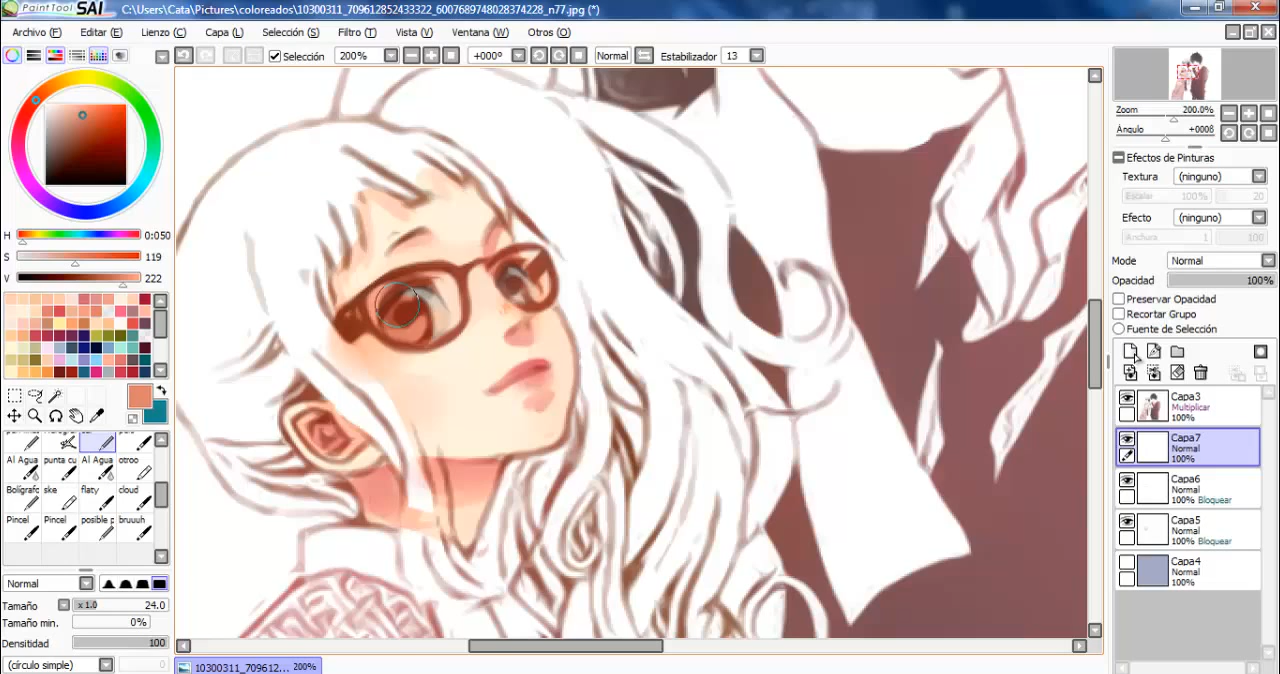 PaintTool SAI C:\Users\Cata\Pictures\coloreados\10300311_709612852433322_6007689748028374228_n77.jpg (*)
Archivo (F) Editar (E) Lienzo (C) Capa (L) Selección (S) Filtro (T) Vista (V) Ventana (W) Otros (O)
Selección 200% +000º Normal Estabilizador 13
Zoom 200.0%
Ángulo +0008
Efectos de Pinturas
Textura (ninguno)
Escalar 100% 20
Efecto (ninguno)
Anchura 1 100
Modo Normal
Opacidad 100%
Preservar Opacidad
Recortar Grupo
Fuente de Selección
H 0:050
S 119
V 222
Al Agua punta cu Al Agua otroo
Bolígrafo ske flaty cloud
Pincel Pincel posible p bruuuh
Normal
Tamaño x 1.0 24.0
Tamaño min. 0%
Densitidad 100
(círculo simple) 0
Capa3
Multiplicar
100%
Capa7
Normal
100%
Capa6
Normal
100% Bloquear
Capa5
Normal
100% Bloquear
Capa4
Normal
100%
10300311_709612... 200%